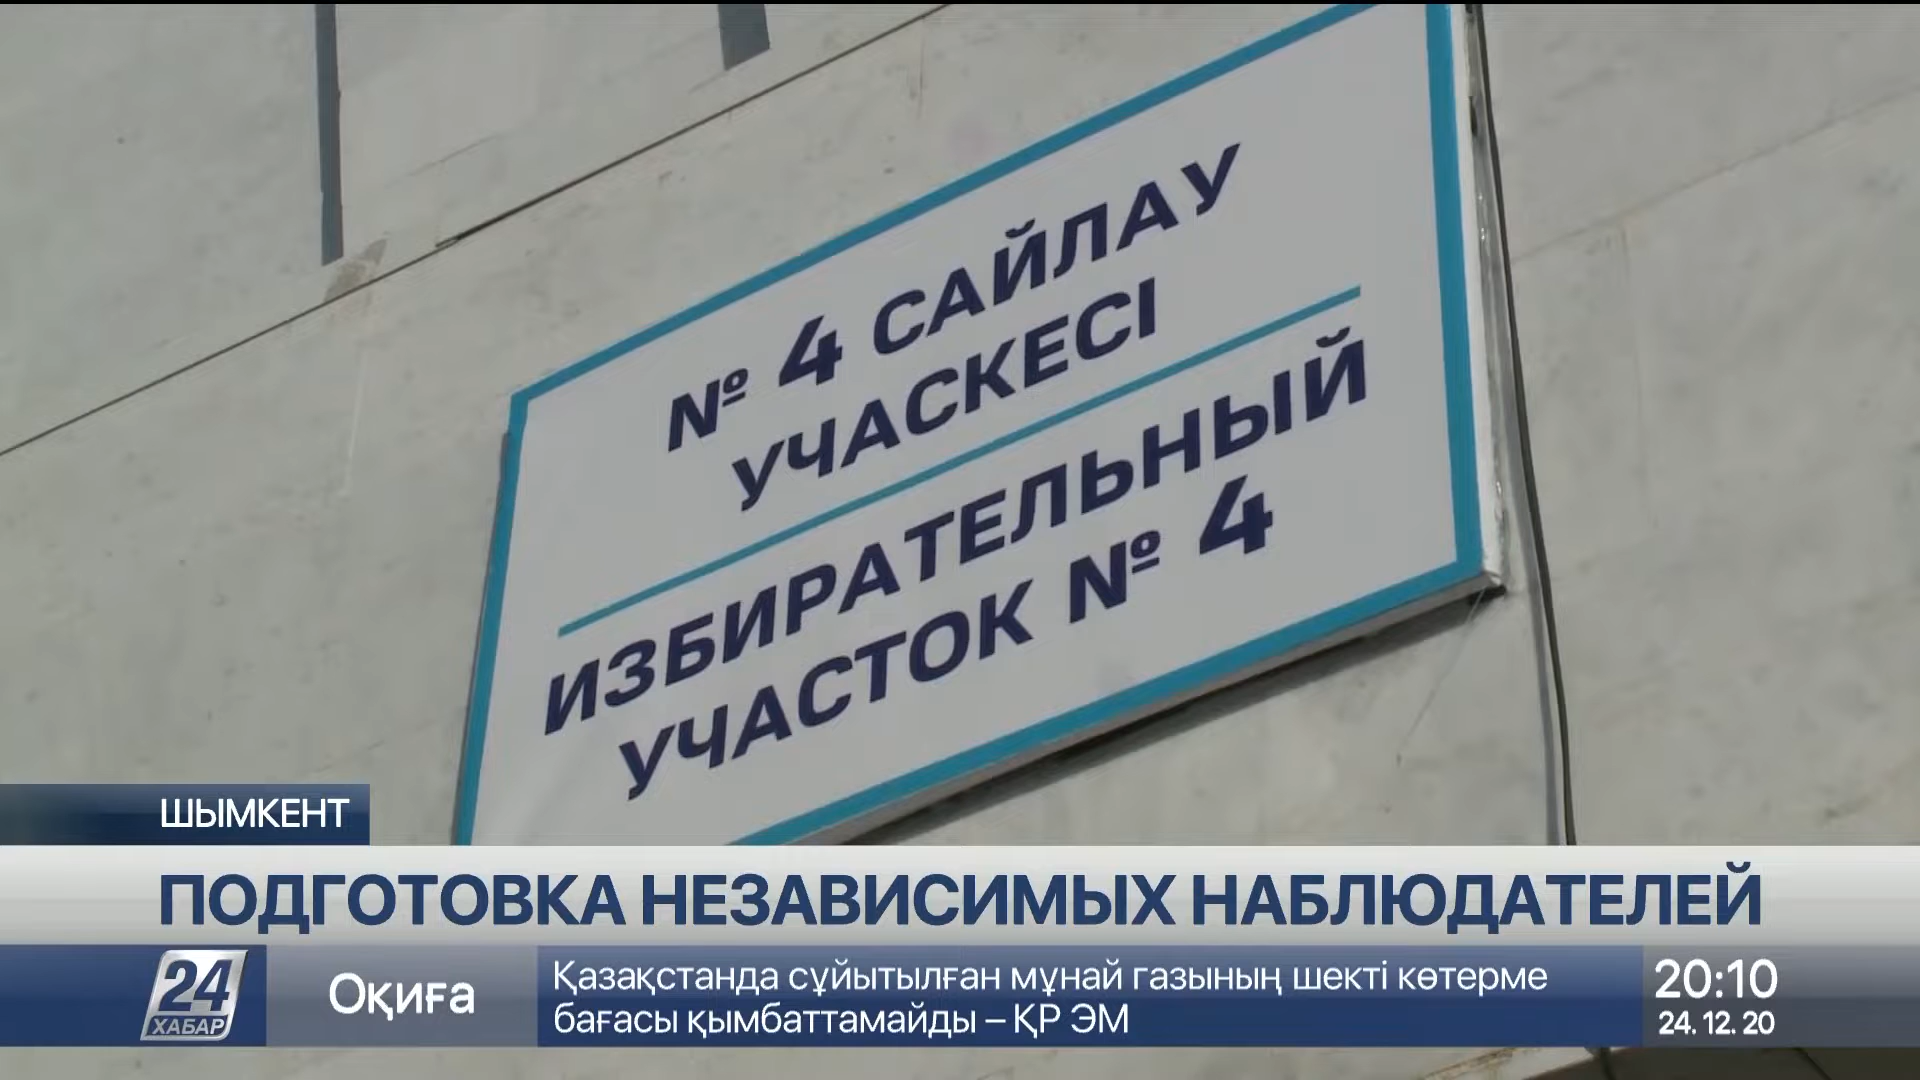 № 4 САЙЛАУ
УЧАСКЕСІ
ИЗБИРАТЕЛЬНЫЙ
УЧАСТОК № 4
ШЫМКЕНТ
ПОДГОТОВКА НЕЗАВИСИМЫХ НАБЛЮДАТЕЛЕЙ
24
ХАБАР
Оқиға
Қазақстанда сұйытылған мұнай газының шекті көтерме
бағасы қымбаттамайды – ҚР ЭМ
20:10
24. 12. 20